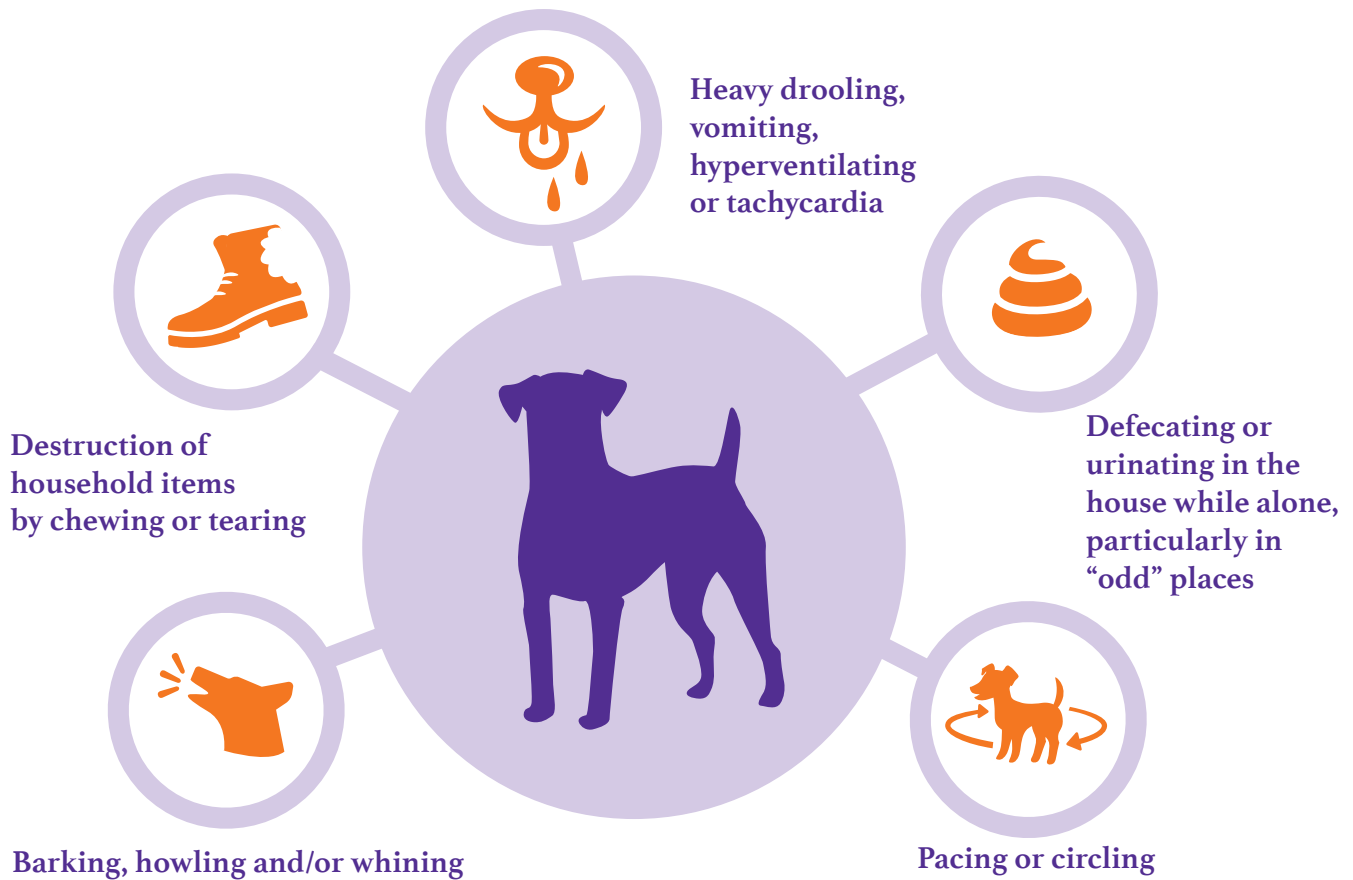 Heavy drooling,
vomiting,
hyperventilating
or tachycardia
Destruction of
household items
by chewing or tearing
Defecating or
urinating in the
house while alone,
particularly in
“odd” places
Barking, howling and/or whining
Pacing or circling